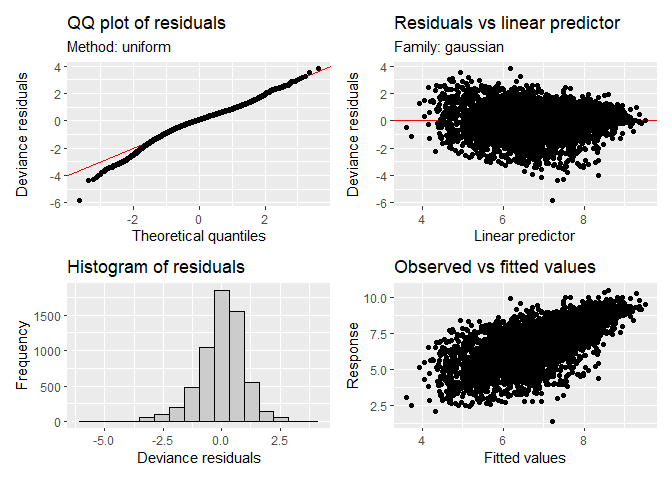 QQ plot of residuals
Method: uniform
Deviance residuals
4
2
0
-2
-4
-6
-2
0
2
Theoretical quantiles
Residuals vs linear predictor
Family: gaussian
Deviance residuals
4
2
0
-2
-4
-6
4
6
8
Linear predictor
Histogram of residuals
Frequency
1500
1000
500
0
-5.0
-2.5
0.0
2.5
Deviance residuals
Observed vs fitted values
Response
10.0
7.5
5.0
2.5
4
6
8
Fitted values